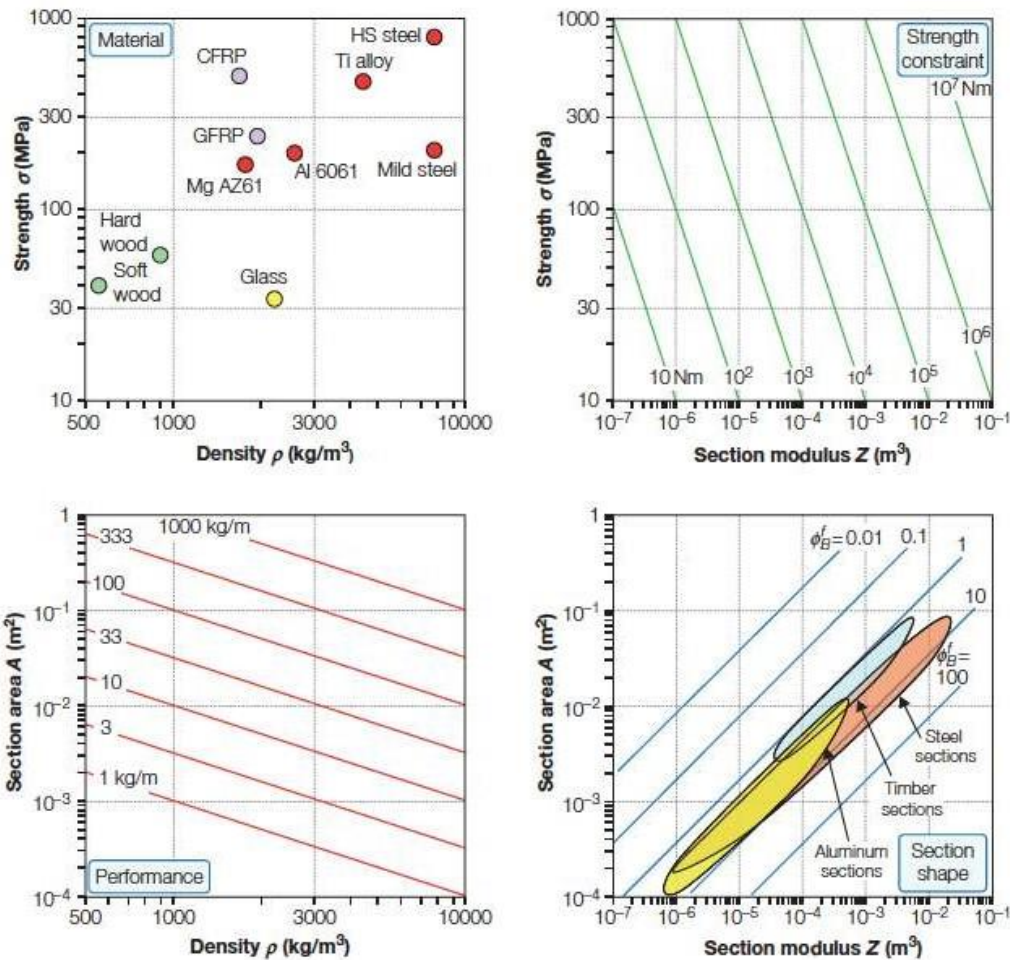 Material
Strength σ (MPa)
1000
300
100
30
10
CFRP
HS steel
Ti alloy
GFRP
Mg AZ61
Al 6061
Mild steel
Hard
wood
Soft
wood
Glass
500
1000
3000
10000
Density ρ (kg/m³)
Strength
constraint
Strength σ (MPa)
1000
300
100
30
10
10⁷ Nm
10⁶
10 Nm
10²
10³
10⁴
10⁵
10⁻⁷
10⁻⁶
10⁻⁵
10⁻⁴
10⁻³
10⁻²
10⁻¹
Section modulus Z (m³)
Section area A (m²)
1
10⁻¹
10⁻²
10⁻³
10⁻⁴
1000 kg/m
333
100
33
10
3
1 kg/m
Performance
500
1000
3000
10000
Density ρ (kg/m³)
Section area A (m²)
1
10⁻¹
10⁻²
10⁻³
10⁻⁴
ϕ_B^f = 0.01
0.1
1
10
ϕ_B^f =
100
Steel
sections
Timber
sections
Aluminum
sections
Section
shape
10⁻⁷
10⁻⁶
10⁻⁵
10⁻⁴
10⁻³
10⁻²
10⁻¹
Section modulus Z (m³)